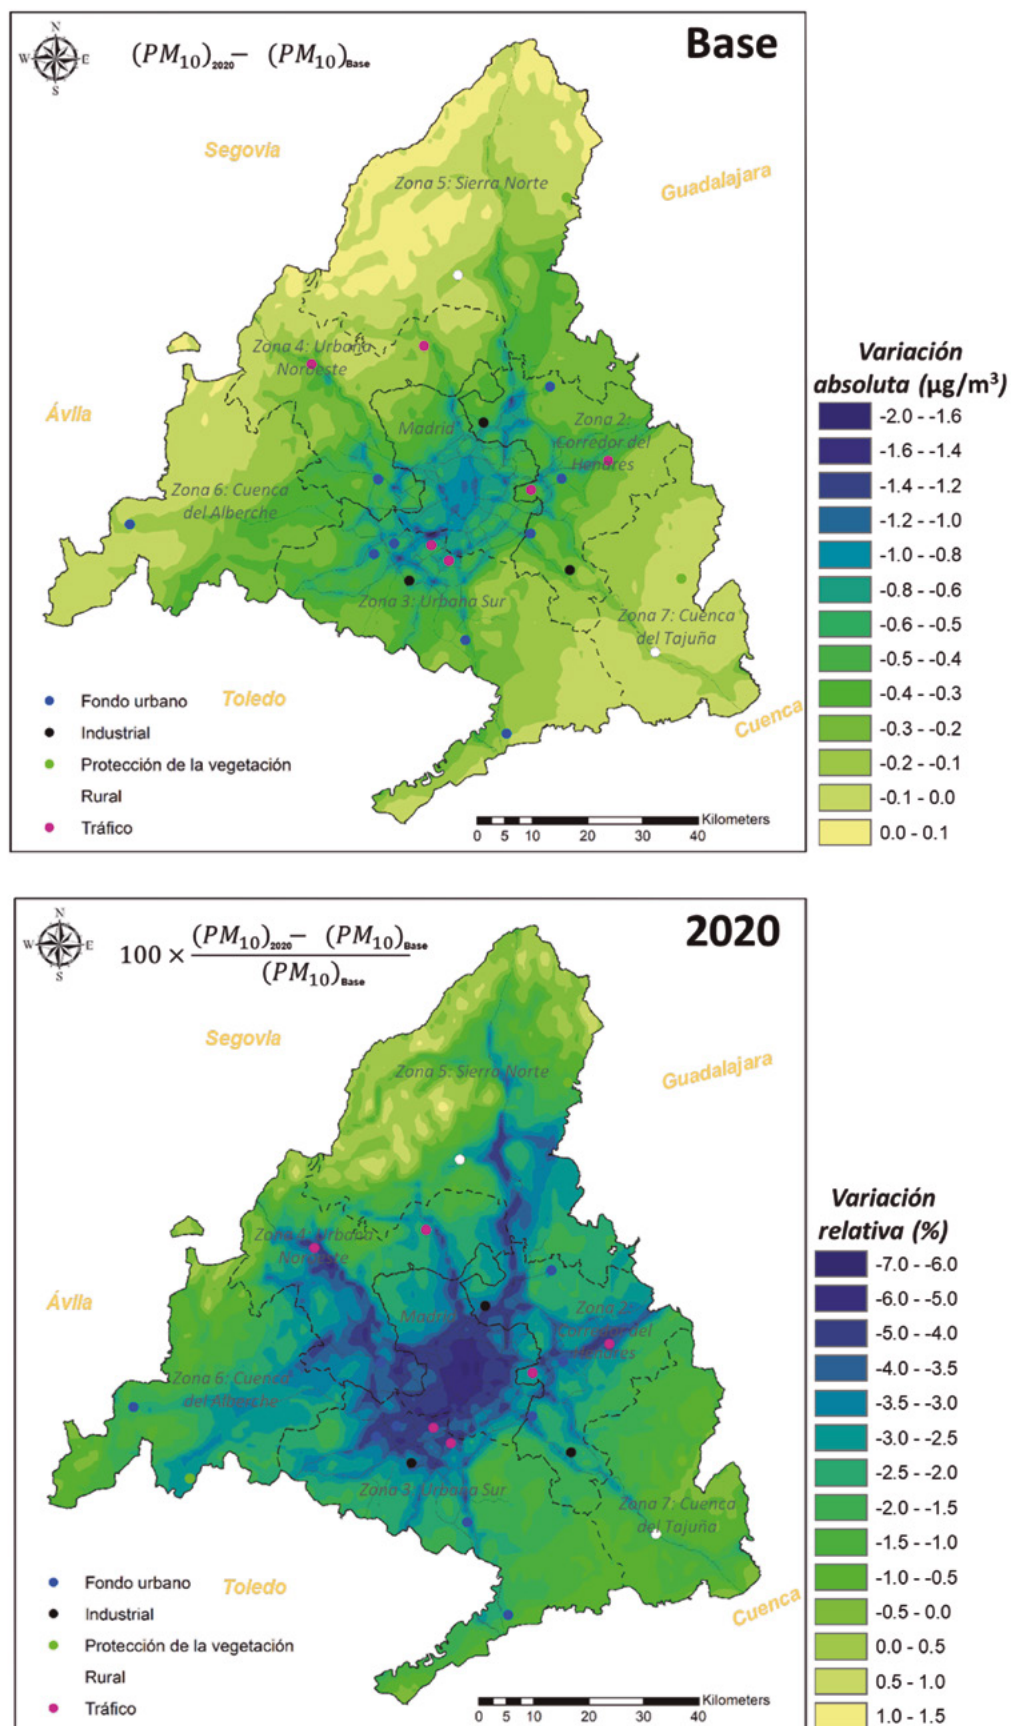 N
W E
S
(PM₁₀)₂₀₂₀ − (PM₁₀)Base
Base
Segovia
Guadalajara
Zona 5: Sierra Norte
Zona 4: Urbana
Noroeste
Ávila
Madrid
Zona 2:
Corredor del
Henares
Zona 6: Cuenca
del Alberche
Zona 3: Urbana Sur
Zona 7: Cuenca
del Tajuña
Toledo
Cuenca
Fondo urbano
Industrial
Protección de la vegetación
Rural
Tráfico
Kilometers
0 5 10 20 30 40
Variación
absoluta (µg/m³)
-2.0 - -1.6
-1.6 - -1.4
-1.4 - -1.2
-1.2 - -1.0
-1.0 - -0.8
-0.8 - -0.6
-0.6 - -0.5
-0.5 - -0.4
-0.4 - -0.3
-0.3 - -0.2
-0.2 - -0.1
-0.1 - 0.0
0.0 - 0.1
N
W E
S
100 × (PM₁₀)₂₀₂₀ − (PM₁₀)Base
(PM₁₀)Base
2020
Segovia
Guadalajara
Zona 5: Sierra Norte
Zona 4: Urbana
Noroeste
Ávila
Madrid
Zona 2:
Corredor del
Henares
Zona 6: Cuenca
del Alberche
Zona 3: Urbana Sur
Zona 7: Cuenca
del Tajuña
Toledo
Cuenca
Fondo urbano
Industrial
Protección de la vegetación
Rural
Tráfico
Kilometers
0 5 10 20 30 40
Variación
relativa (%)
-7.0 - -6.0
-6.0 - -5.0
-5.0 - -4.0
-4.0 - -3.5
-3.5 - -3.0
-3.0 - -2.5
-2.5 - -2.0
-2.0 - -1.5
-1.5 - -1.0
-1.0 - -0.5
-0.5 - 0.0
0.0 - 0.5
0.5 - 1.0
1.0 - 1.5